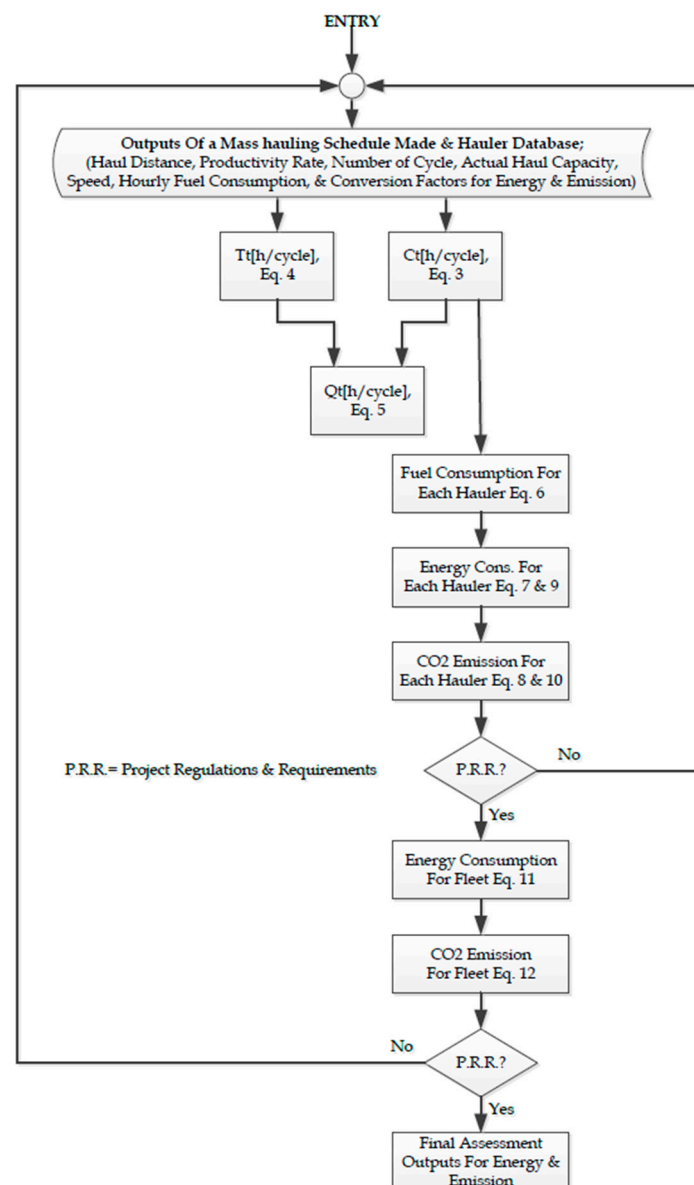 ENTRY
Outputs Of a Mass hauling Schedule Made & Hauler Database;
(Haul Distance, Productivity Rate, Number of Cycle, Actual Haul Capacity,
Speed, Hourly Fuel Consumption, & Conversion Factors for Energy & Emission)
Tt[h/cycle],
Eq. 4
Ct[h/cycle],
Eq. 3
Qt[h/cycle],
Eq. 5
Fuel Consumption For
Each Hauler Eq. 6
Energy Cons. For
Each Hauler Eq. 7 & 9
CO2 Emission For
Each Hauler Eq. 8 & 10
P.R.R.= Project Regulations & Requirements
P.R.R.?
No
Yes
Energy Consumption
For Fleet Eq. 11
CO2 Emission
For Fleet Eq. 12
No
P.R.R.?
Yes
Final Assessment
Outputs For Energy &
Emission